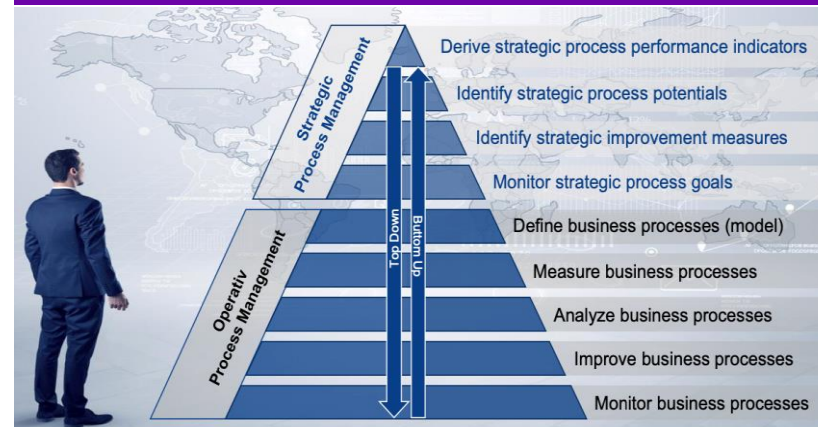 Strategic
Process Management
Derive strategic process performance indicators
Identify strategic process potentials
Identify strategic improvement measures
Monitor strategic process goals
Operativ
Process Management
Define business processes (model)
Measure business processes
Analyze business processes
Improve business processes
Monitor business processes
Top Down
Buttom Up